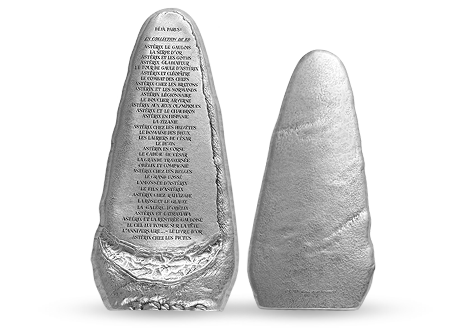 DÉJÀ PARUS
EN COLLECTION DE BD
ASTÉRIX LE GAULOIS
LA SERPE D'OR
ASTÉRIX ET LES GOTHS
ASTÉRIX GLADIATEUR
LE TOUR DE GAULE D'ASTÉRIX
ASTÉRIX ET CLÉOPÂTRE
LE COMBAT DES CHEFS
ASTÉRIX CHEZ LES BRETONS
ASTÉRIX ET LES NORMANDS
ASTÉRIX LÉGIONNAIRE
LE BOUCLIER ARVERNE
ASTÉRIX AUX JEUX OLYMPIQUES
ASTÉRIX ET LE CHAUDRON
ASTÉRIX EN HISPANIE
LA ZIZANIE
ASTÉRIX CHEZ LES HELVÈTES
LE DOMAINE DES DIEUX
LES LAURIERS DE CÉSAR
LE DEVIN
ASTÉRIX EN CORSE
LE CADEAU DE CÉSAR
LA GRANDE TRAVERSÉE
OBÉLIX ET COMPAGNIE
ASTÉRIX CHEZ LES BELGES
LE GRAND FOSSÉ
L'ODYSSÉE D'ASTÉRIX
LE FILS D'ASTÉRIX
ASTÉRIX CHEZ RAHÀZADE
LA ROSE ET LE GLAIVE
LA GALÈRE D'OBÉLIX
ASTÉRIX ET LATRAVIATA
ASTÉRIX ET LA RENTRÉE GAULOISE
LE CIEL LUI TOMBE SUR LA TÊTE
L'ANNIVERSAIRE... - LE LIVRE D'OR
ASTÉRIX CHEZ LES PICTES